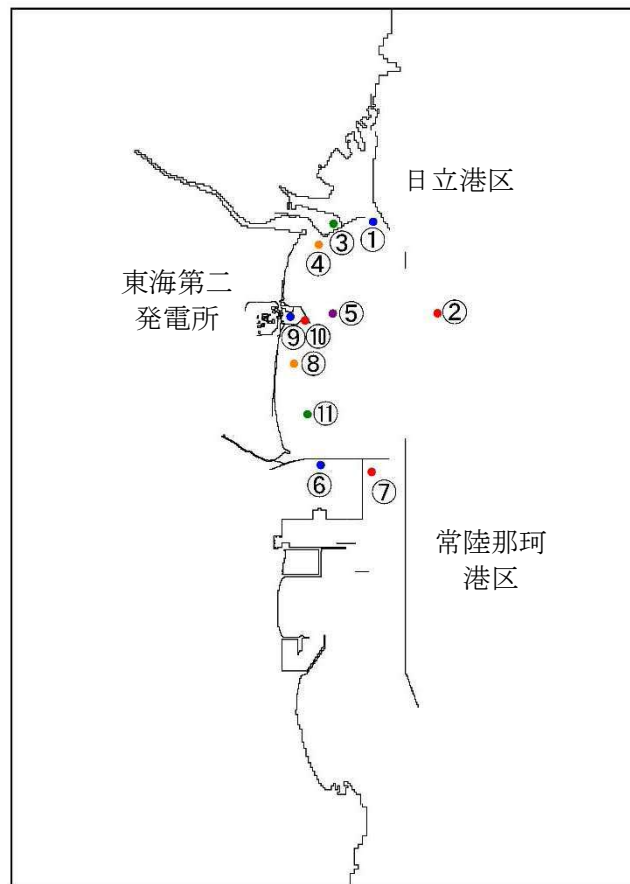 日立港区
③
①
④
東海第二
発電所
⑤
②
⑨
⑩
⑧
⑪
⑥
⑦
常陸那珂
港区